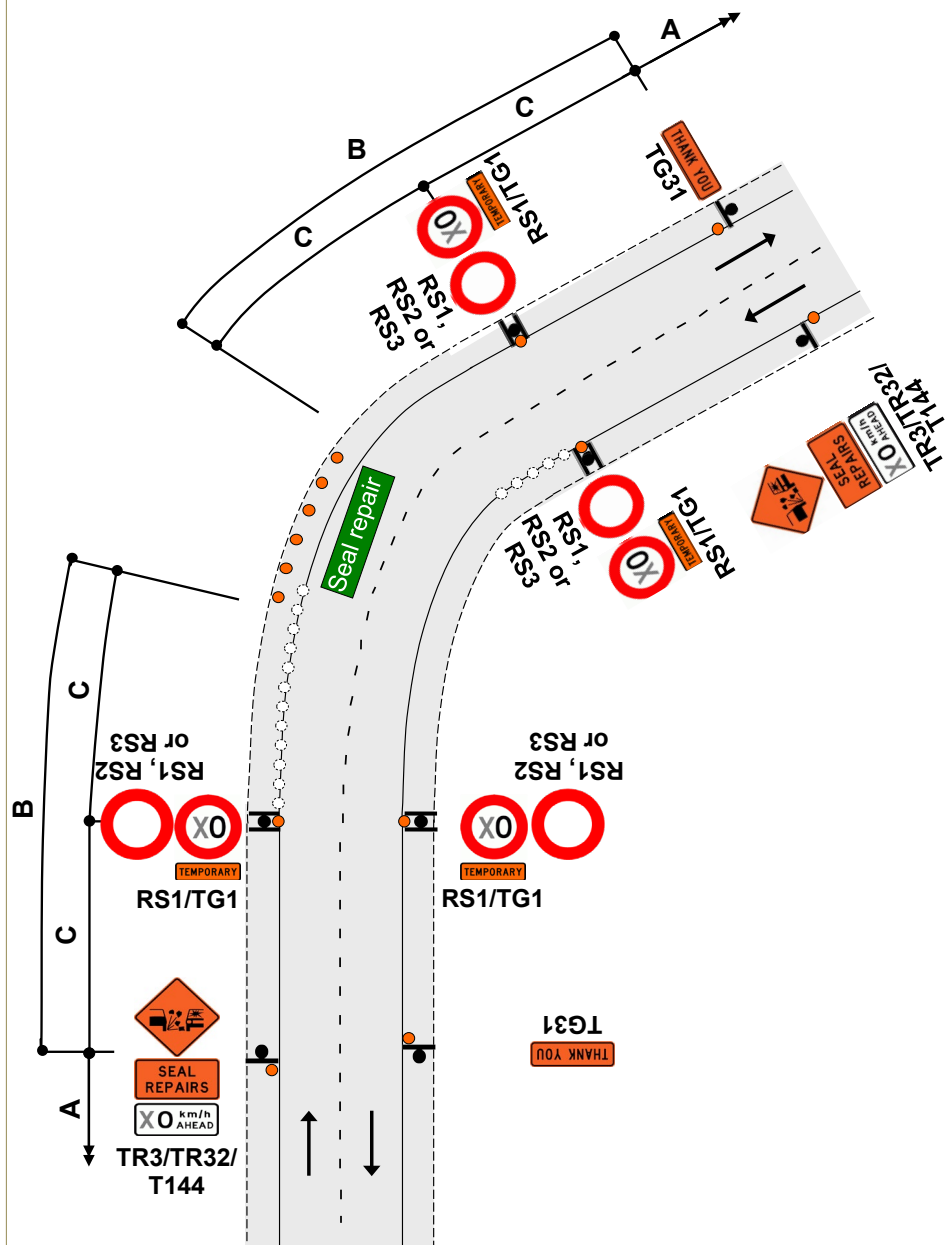 A
C
B
C
THANK YOU
TG31
TEMPORARY
RS1/TG1
X0
RS1,
RS2 or
RS3
TR3/TR32/
T144
X0 km/h
AHEAD
SEAL
REPAIRS
Seal repair
RS1,
RS2 or
RS3
X0
TEMPORARY
RS1/TG1
C
B
C
A
RS1, RS2
or RS3
X0
TEMPORARY
RS1/TG1
RS1, RS2
or RS3
X0
TEMPORARY
RS1/TG1
SEAL
REPAIRS
X0 km/h
AHEAD
TR3/TR32/
T144
TG31
THANK YOU